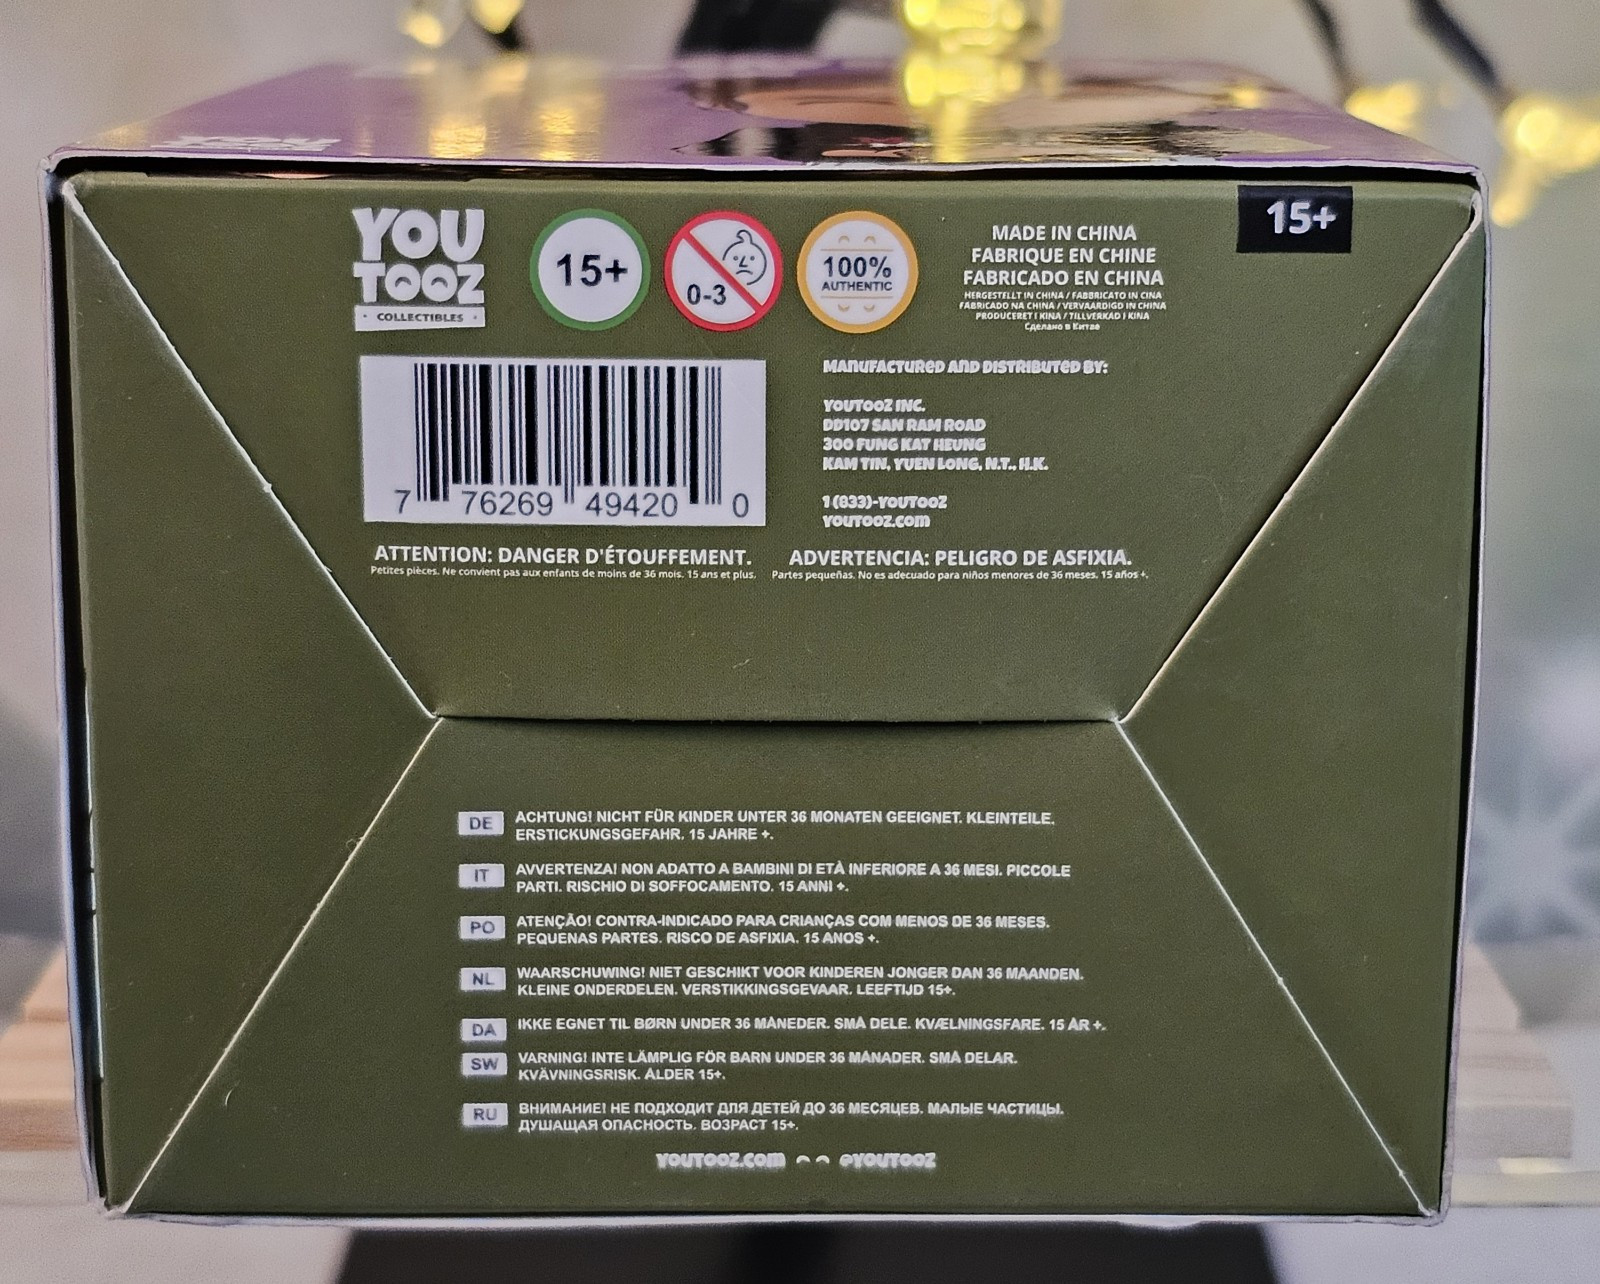 YOU
TOOZ
COLLECTIBLES
15+
0-3
100%
AUTHENTIC
MADE IN CHINA
FABRIQUE EN CHINE
FABRICADO EN CHINA
HERGESTELLT IN CHINA / FABBRICATO IN CINA
FABRICADO NA CHINA / VERVAARDIGD IN CHINA
PRODUCERET I KINA / TILLVERKAD I KINA
Сделано в Китае
15+
7 76269 49420 0
MANUFACTURED AND DISTRIBUTED BY:
YOUTOOZ INC.
DD107 SAN RAM ROAD
300 FUNG KAT HEUNG
KAM TIN, YUEN LONG, N.T., H.K.
1 (833)-YOUTOOZ
YOUTOOZ.COM
ATTENTION: DANGER D'ÉTOUFFEMENT.
Petites pièces. Ne convient pas aux enfants de moins de 36 mois. 15 ans et plus.
ADVERTENCIA: PELIGRO DE ASFIXIA.
Partes pequeñas. No es adecuado para niños menores de 36 meses. 15 años +.
DE ACHTUNG! NICHT FÜR KINDER UNTER 36 MONATEN GEEIGNET. KLEINTEILE.
ERSTICKUNGSGEFAHR. 15 JAHRE +.
IT AVVERTENZA! NON ADATTO A BAMBINI DI ETÀ INFERIORE A 36 MESI. PICCOLE
PARTI. RISCHIO DI SOFFOCAMENTO. 15 ANNI +.
PO ATENÇÃO! CONTRA-INDICADO PARA CRIANÇAS COM MENOS DE 36 MESES.
PEQUENAS PARTES. RISCO DE ASFIXIA. 15 ANOS +.
NL WAARSCHUWING! NIET GESCHIKT VOOR KINDEREN JONGER DAN 36 MAANDEN.
KLEINE ONDERDELEN. VERSTIKKINGSGEVAAR. LEEFTIJD 15+.
DA IKKE EGNET TIL BØRN UNDER 36 MÅNEDER. SMÅ DELE. KVÆLNINGSFARE. 15 ÅR +.
SW VARNING! INTE LÄMPLIG FÖR BARN UNDER 36 MÅNADER. SMÅ DELAR.
KVÄVNINGSRISK. ÅLDER 15+.
RU ВНИМАНИЕ! НЕ ПОДХОДИТ ДЛЯ ДЕТЕЙ ДО 36 МЕСЯЦЕВ. МАЛЫЕ ЧАСТИЦЫ.
ДУШАЩАЯ ОПАСНОСТЬ. ВОЗРАСТ 15+.
YOUTOOZ.COM @YOUTOOZ